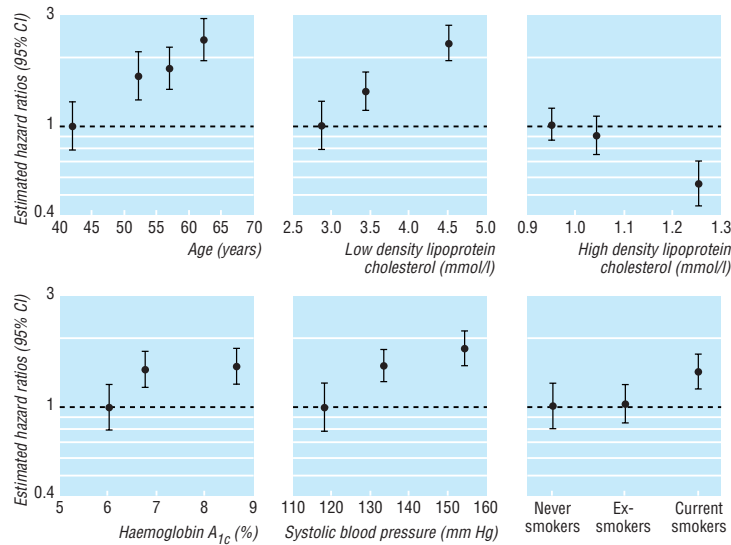 Estimated hazard ratios (95% CI)
3
1
0.4
40 45 50 55 60 65 70
Age (years)
2.5 3.0 3.5 4.0 4.5 5.0
Low density lipoprotein
cholesterol (mmol/l)
0.9 1.0 1.1 1.2 1.3
High density lipoprotein
cholesterol (mmol/l)
Estimated hazard ratios (95% CI)
3
1
0.4
5 6 7 8 9
Haemoglobin A1c (%)
110 120 130 140 150 160
Systolic blood pressure (mm Hg)
Never
smokers
Ex-
smokers
Current
smokers